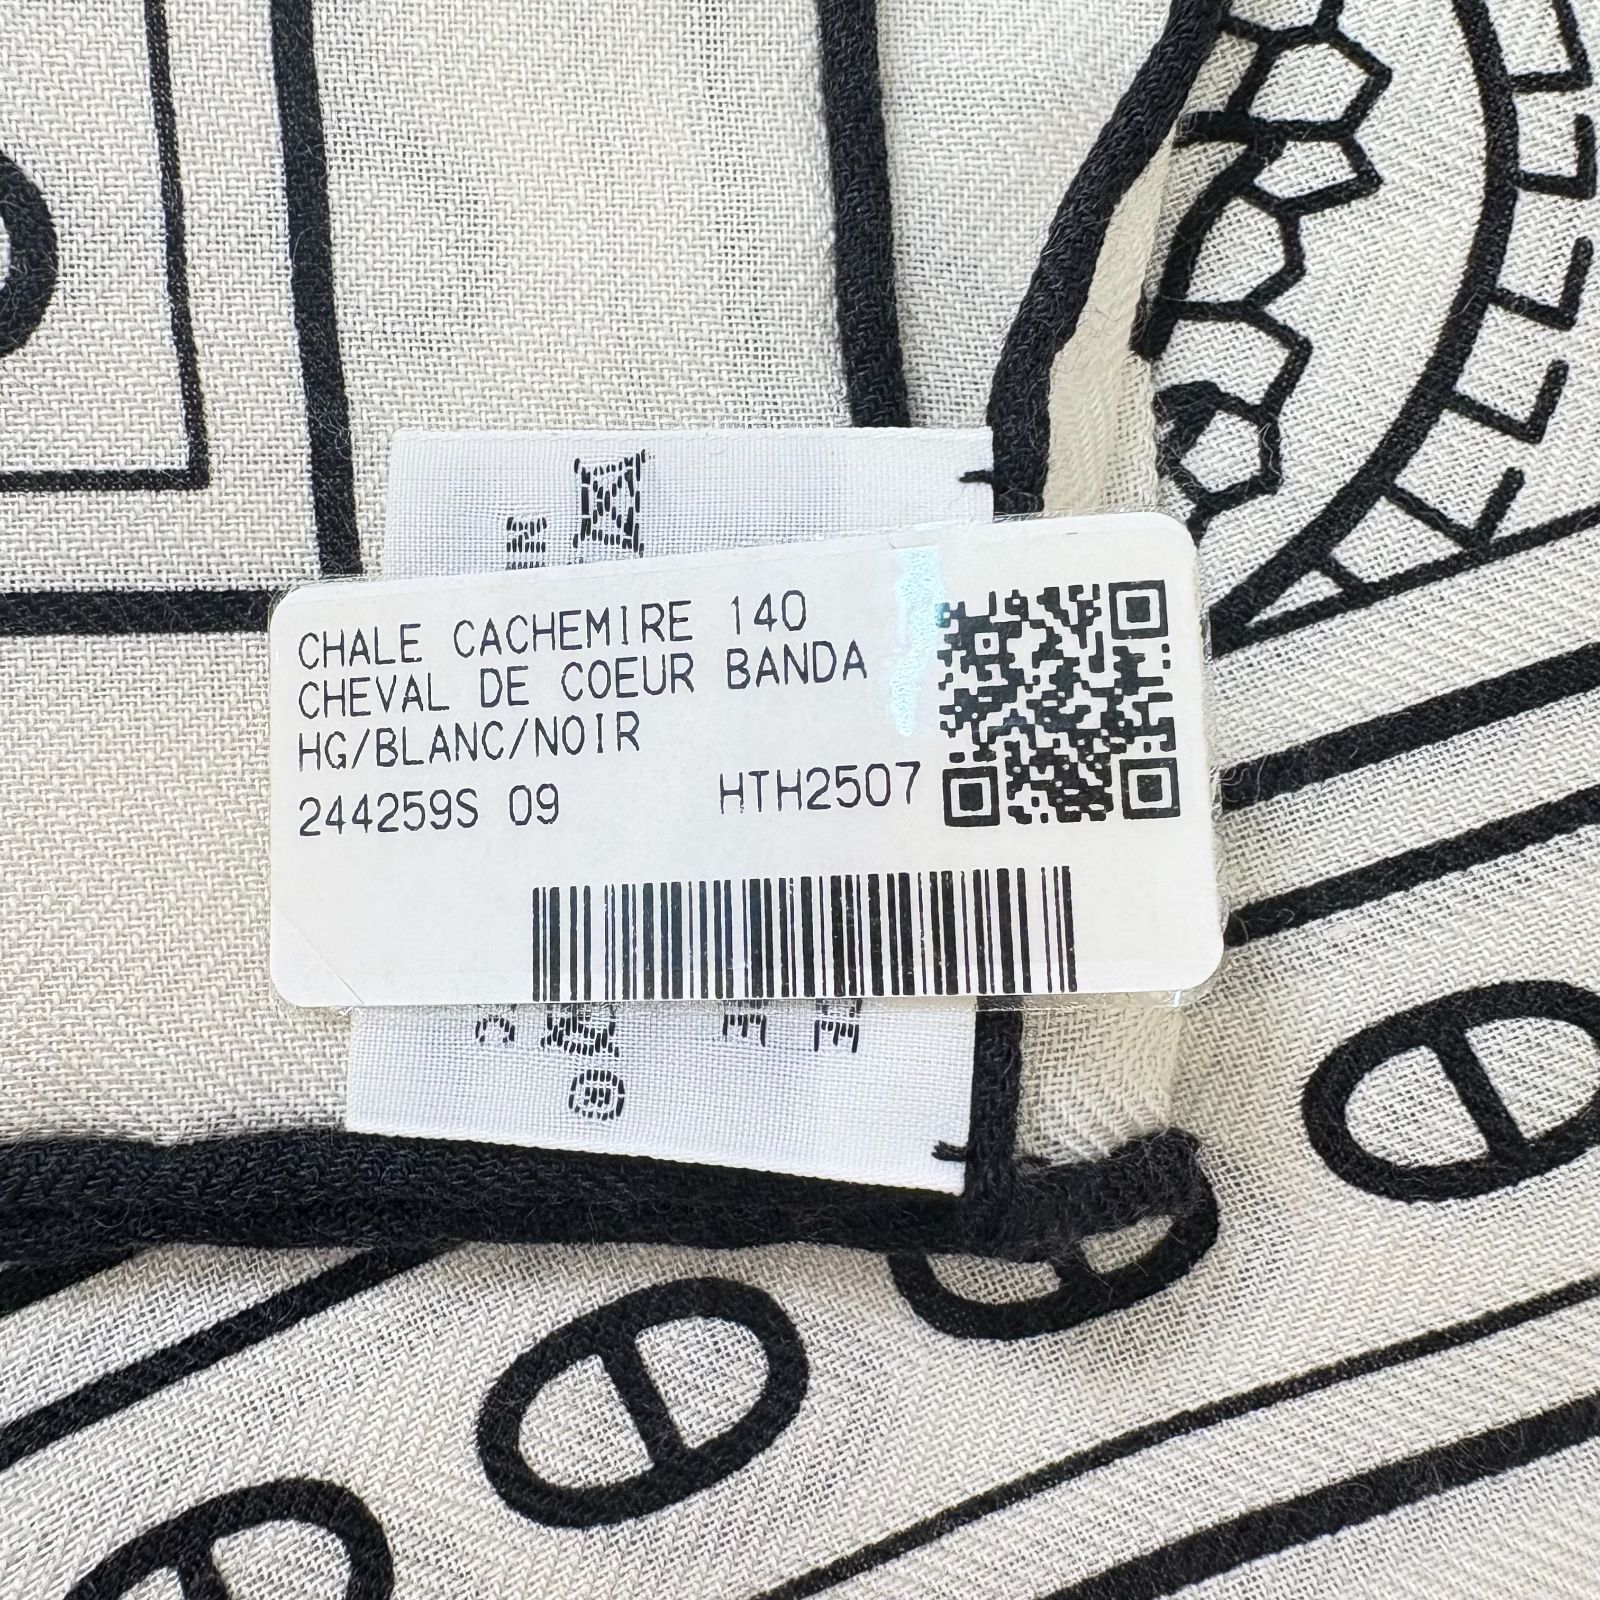 CHALE CACHEMIRE 140
CHEVAL DE COEUR BANDA
HG/BLANC/NOIR
244259S 09 HTH2507